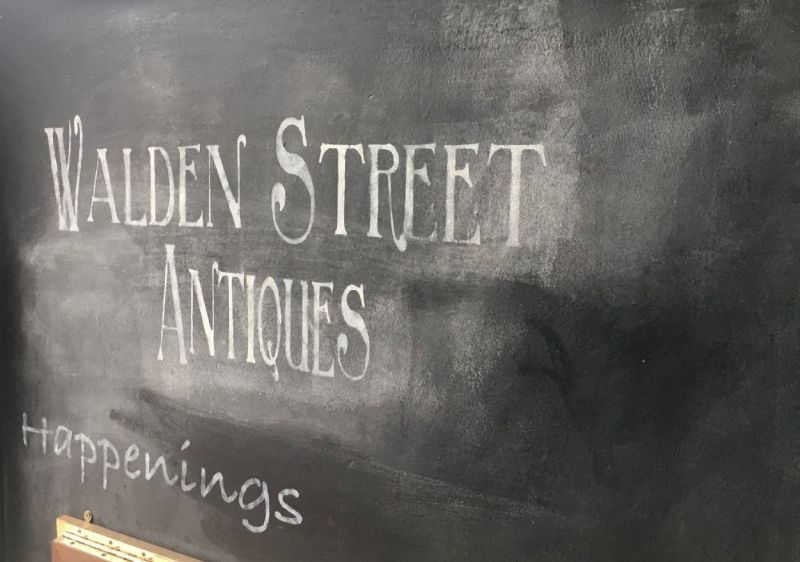 Walden Street
Antiques
Happenings